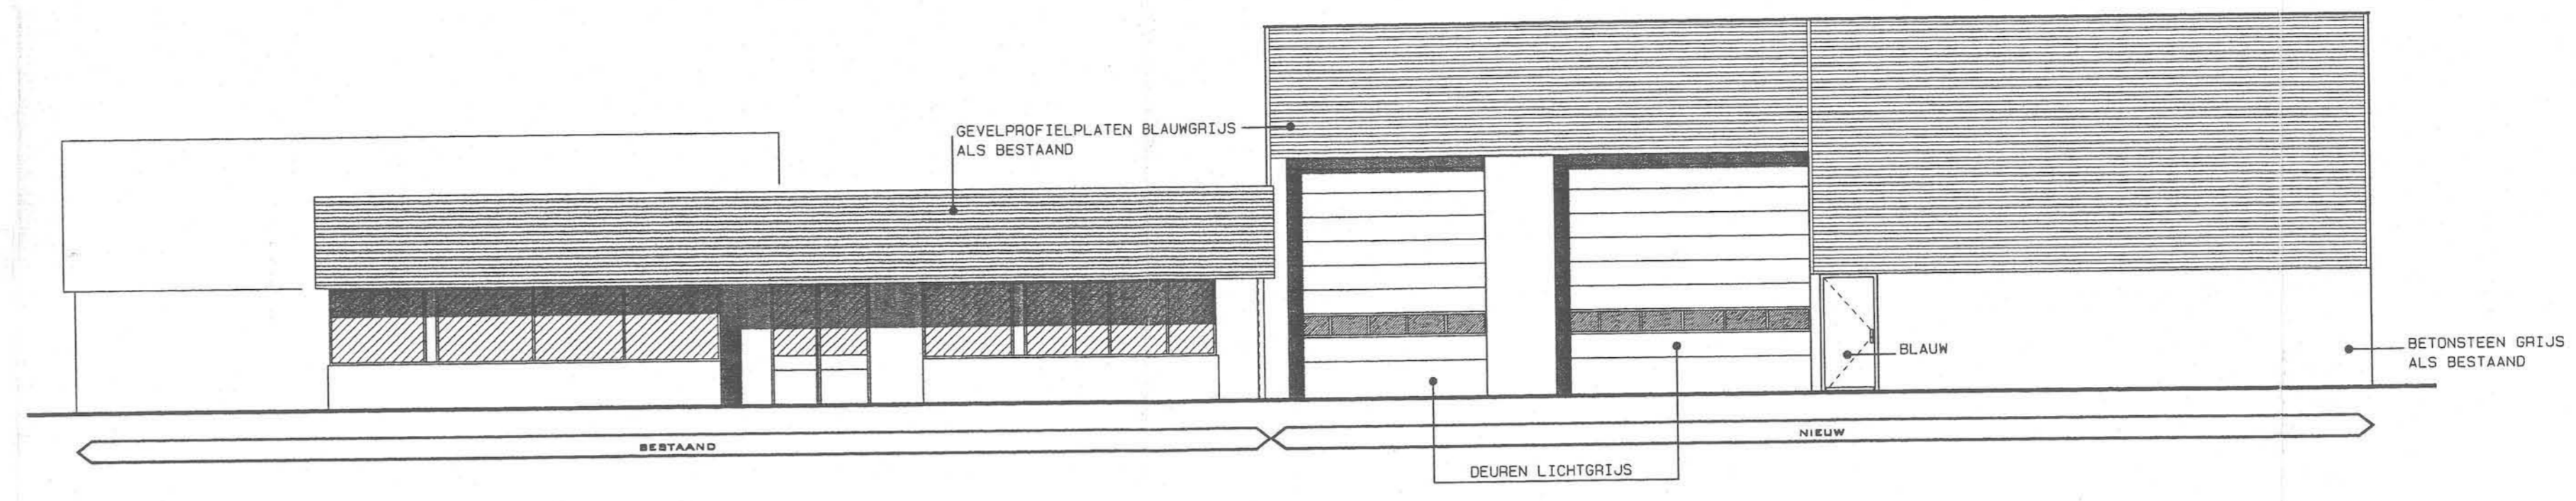 GEVELPROFIELPLATEN BLAUWGRIJS
ALS BESTAAND
BLAUW
BETONSTEEN GRIJS
ALS BESTAAND
BESTAAND
NIEUW
DEUREN LICHTGRIJS